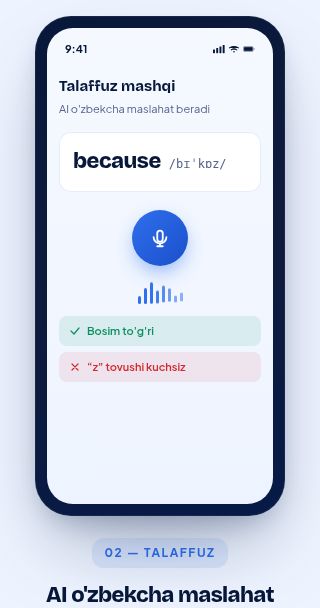 9:41
Talaffuz mashqi
AI o'zbekcha maslahat beradi
because /bɪˈkɒz/
Bosim to'g'ri
“z” tovushi kuchsiz
02 — TALAFFUZ
AI o'zbekcha maslahat